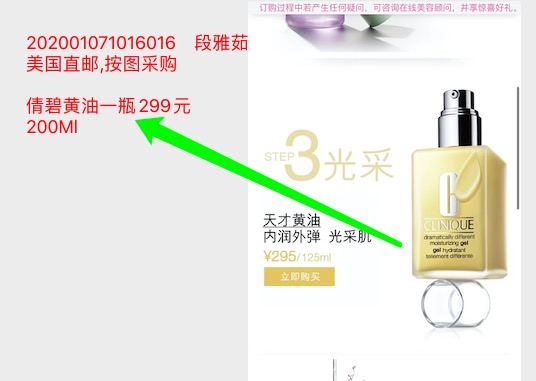 订购过程中若产生任何疑问，可咨询在线美容顾问，并享惊喜好礼。
202001071016016 段雅茹
美国直邮,按图采购
倩碧黄油一瓶299元
200Ml
STEP 3光采
天才黄油
内润外弹 光采肌
¥295/125ml
立即购买
C
CLINIQUE
dramatically different
moisturizing gel
gel hydratant
tellement différente